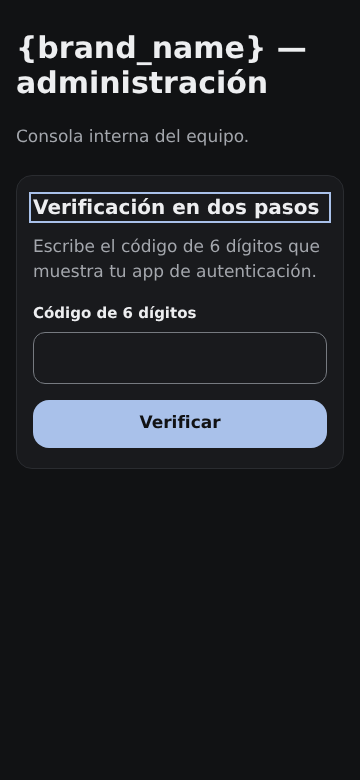 {brand_name} —
administración
Consola interna del equipo.
Verificación en dos pasos
Escribe el código de 6 dígitos que
muestra tu app de autenticación.
Código de 6 dígitos
Verificar